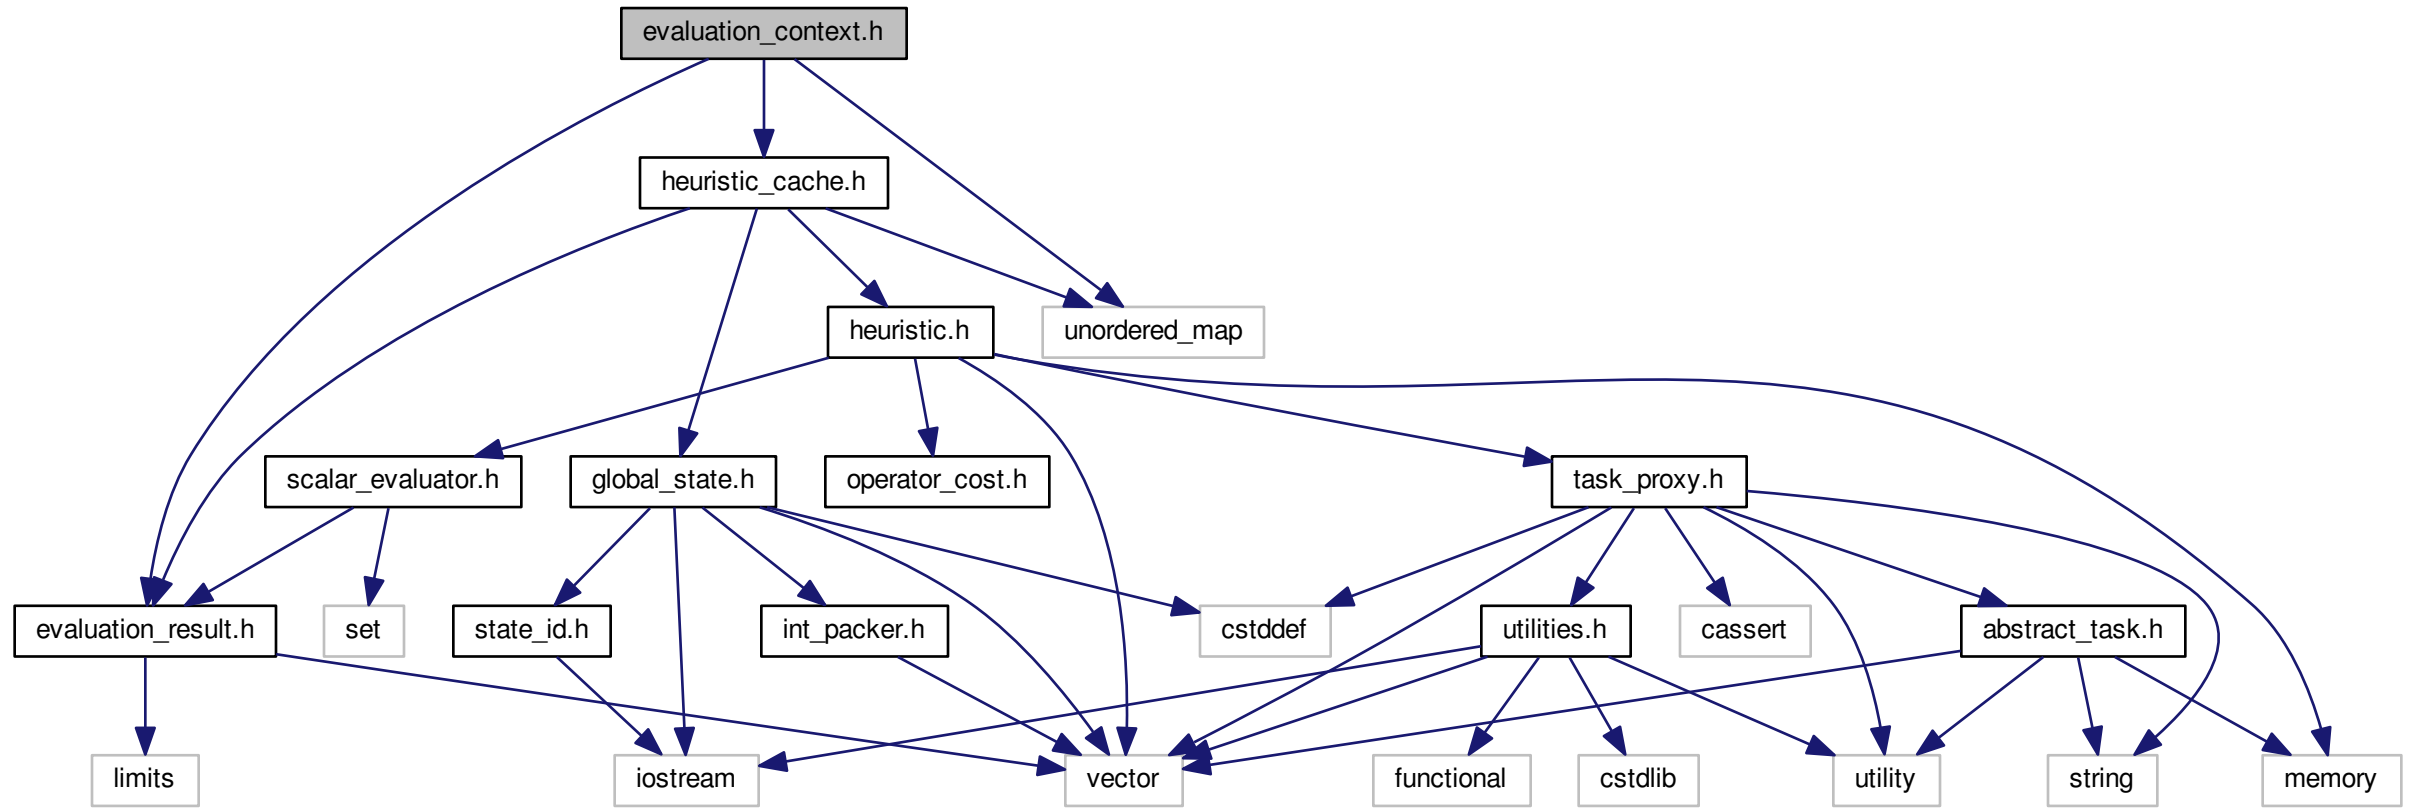 evaluation_context.h
heuristic_cache.h
heuristic.h
unordered_map
scalar_evaluator.h
global_state.h
operator_cost.h
task_proxy.h
evaluation_result.h
set
state_id.h
int_packer.h
cstddef
utilities.h
cassert
abstract_task.h
limits
iostream
vector
functional
cstdlib
utility
string
memory